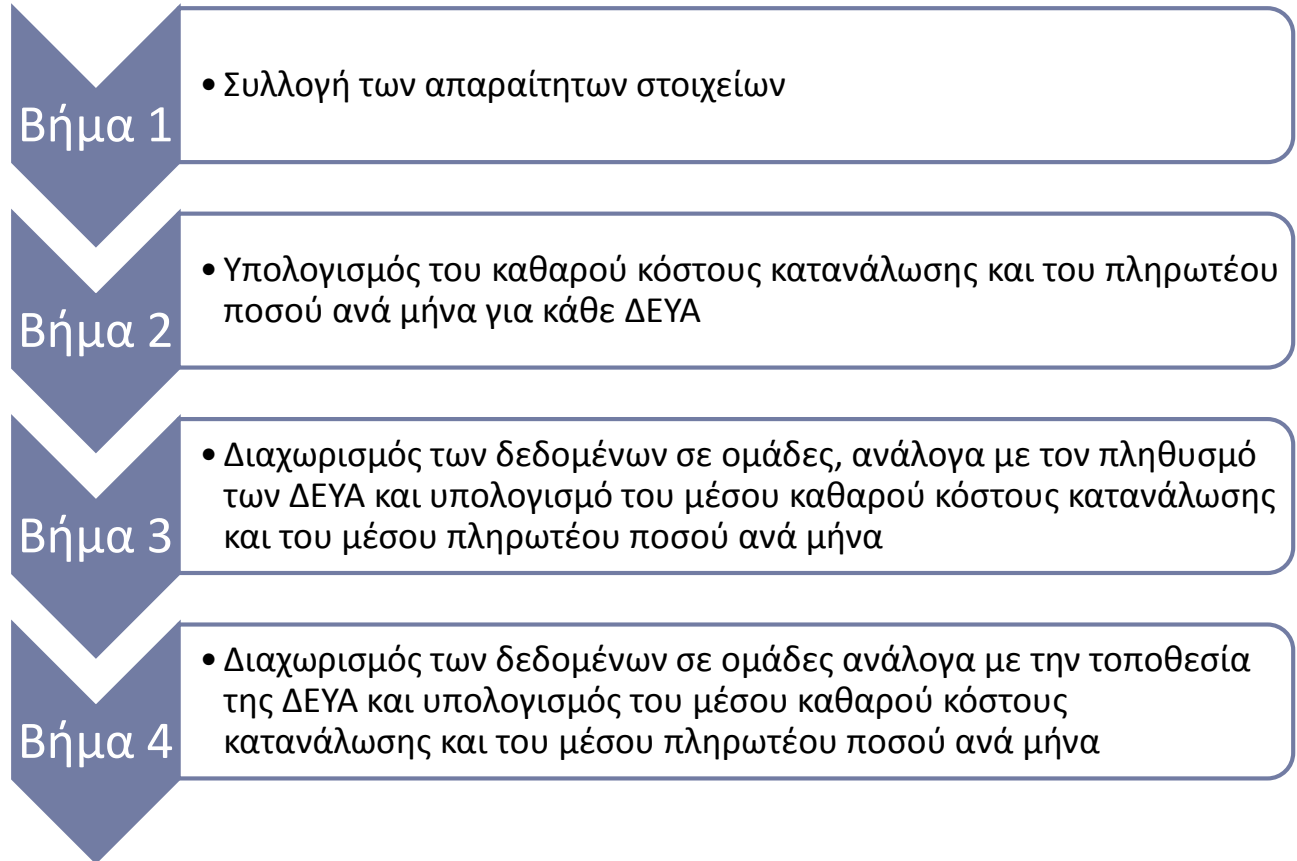 Βήμα 1
• Συλλογή των απαραίτητων στοιχείων
Βήμα 2
• Υπολογισμός του καθαρού κόστους κατανάλωσης και του πληρωτέου
ποσού ανά μήνα για κάθε ΔΕΥΑ
Βήμα 3
• Διαχωρισμός των δεδομένων σε ομάδες, ανάλογα με τον πληθυσμό
των ΔΕΥΑ και υπολογισμό του μέσου καθαρού κόστους κατανάλωσης
και του μέσου πληρωτέου ποσού ανά μήνα
Βήμα 4
• Διαχωρισμός των δεδομένων σε ομάδες ανάλογα με την τοποθεσία
της ΔΕΥΑ και υπολογισμός του μέσου καθαρού κόστους
κατανάλωσης και του μέσου πληρωτέου ποσού ανά μήνα